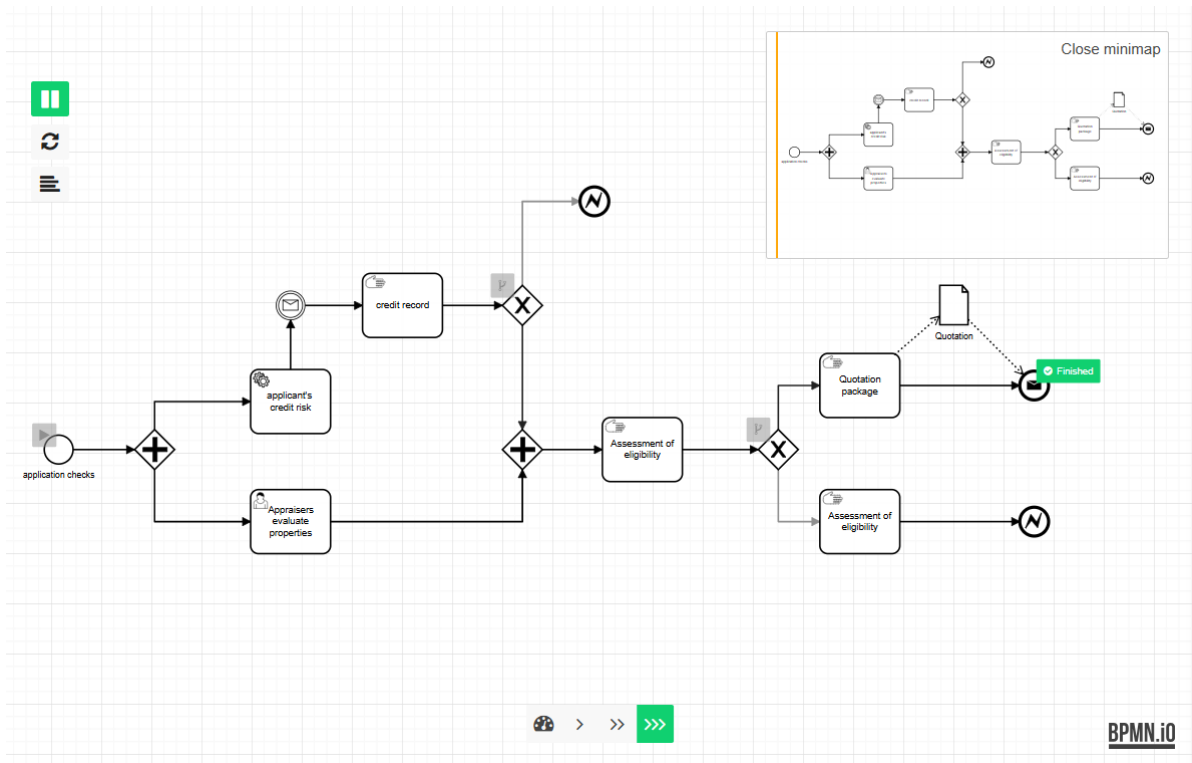 Close minimap
credit record
Quotation
Finished
applicant's
credit risk
Quotation
package
application checks
Assessment of
eligibility
Appraisers
evaluate
properties
Assessment of
eligibility
BPMN.iO